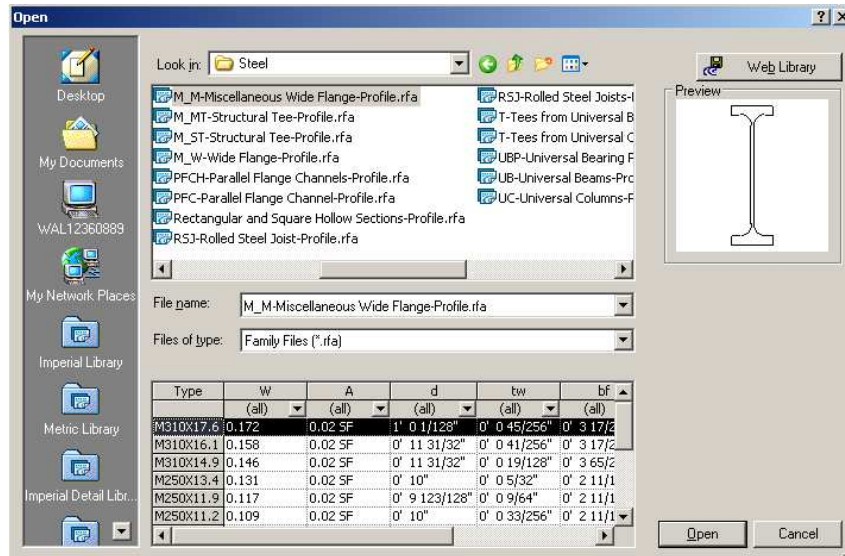 Open
Look in: Steel
Web Library
Desktop
My Documents
WAL12360889
My Network Places
Imperial Library
Metric Library
Imperial Detail Libr...
M_M-Miscellaneous Wide Flange-Profile.rfa
M_MT-Structural Tee-Profile.rfa
M_ST-Structural Tee-Profile.rfa
M_W-Wide Flange-Profile.rfa
PFCH-Parallel Flange Channels-Profile.rfa
PFC-Parallel Flange Channel-Profile.rfa
Rectangular and Square Hollow Sections-Profile.rfa
RSJ-Rolled Steel Joist-Profile.rfa
RSJ-Rolled Steel Joists-
T-Tees from Universal B
T-Tees from Universal C
UBP-Universal Bearing P
UB-Universal Beams-Pro
UC-Universal Columns-P
Preview
File name: M_M-Miscellaneous Wide Flange-Profile.rfa
Files of type: Family Files (*.rfa)
Type W A d tw bf
(all) (all) (all) (all) (all)
M310X17.6 0.172 0.02 SF 1' 0 1/128" 0' 0 45/256" 0' 3 17/2
M310X16.1 0.158 0.02 SF 0' 11 31/32" 0' 0 41/256" 0' 3 17/2
M310X14.9 0.146 0.02 SF 0' 11 31/32" 0' 0 19/128" 0' 3 65/2
M250X13.4 0.131 0.02 SF 0' 10" 0' 0 5/32" 0' 2 11/1
M250X11.9 0.117 0.02 SF 0' 9 123/128" 0' 0 9/64" 0' 2 11/1
M250X11.2 0.109 0.02 SF 0' 10" 0' 0 33/256" 0' 2 11/1
Open
Cancel